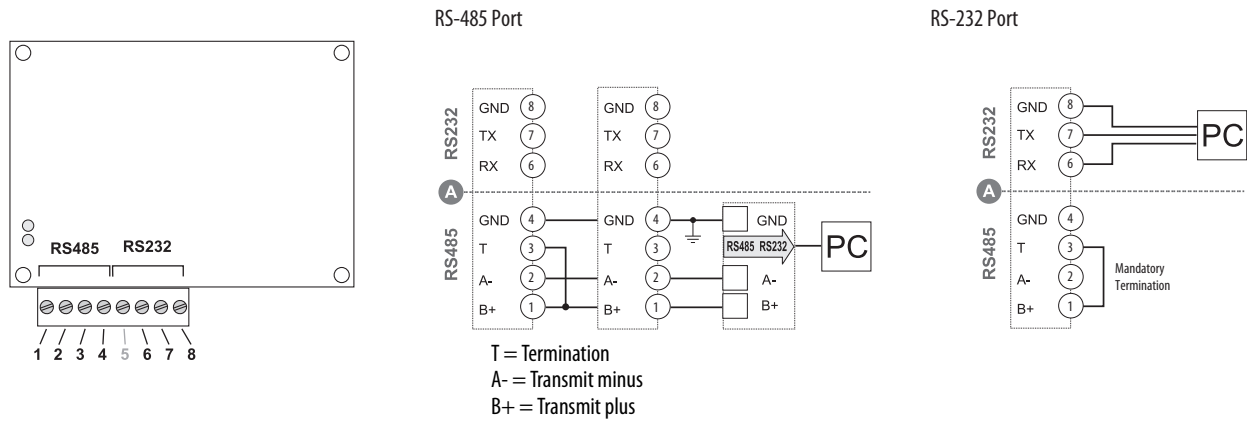 RS-485 Port
RS-232 Port
RS485 RS232
1 2 3 4 5 6 7 8
RS232
GND 8
TX 7
RX 6
A
RS485
GND 4
T 3
A- 2
B+ 1
GND 8
TX 7
RX 6
GND 4
T 3
A- 2
B+ 1
GND
RS485 RS232
A-
B+
PC
T = Termination
A- = Transmit minus
B+ = Transmit plus
RS232
GND 8
TX 7
RX 6
PC
A
RS485
GND 4
T 3
A- 2
B+ 1
Mandatory
Termination